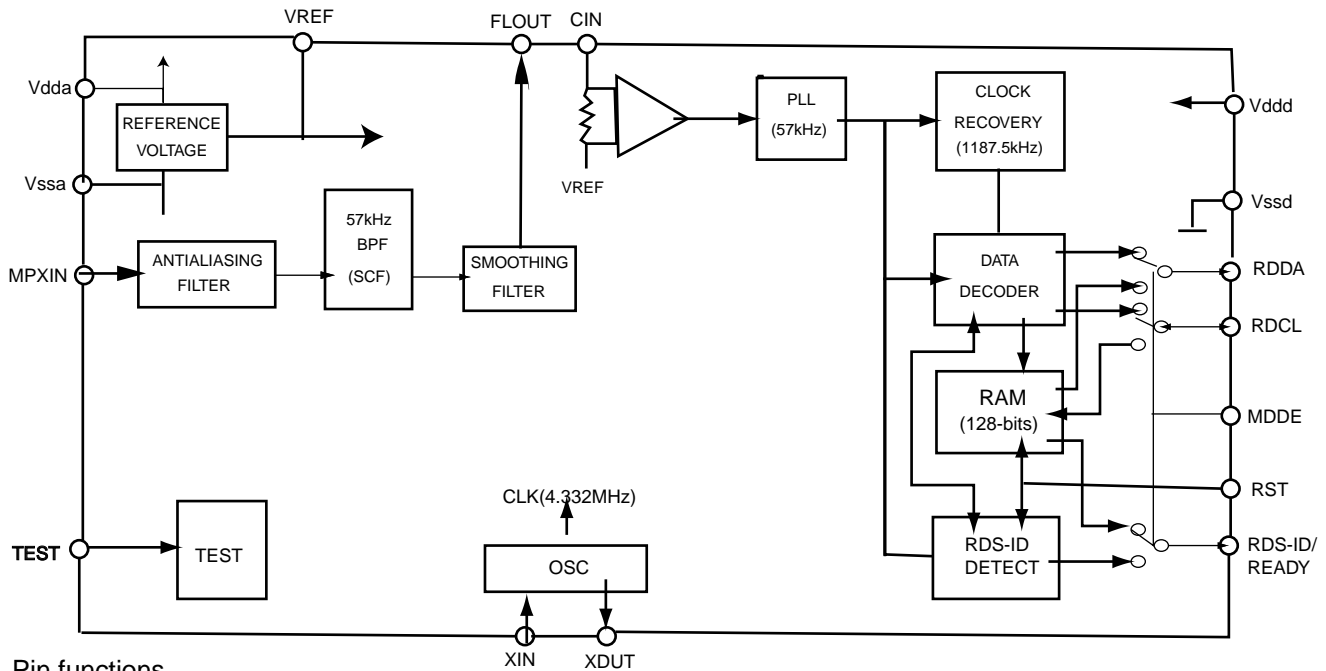 VREF
FLOUT
CIN
Vdda
REFERENCE
VOLTAGE
Vssa
VREF
PLL
(57kHz)
CLOCK
RECOVERY
(1187.5kHz)
Vddd
Vssd
MPXIN
ANTIALIASING
FILTER
57kHz
BPF
(SCF)
SMOOTHING
FILTER
DATA
DECODER
RDDA
RDCL
RAM
(128-bits)
MDDE
RST
TEST
TEST
CLK(4.332MHz)
OSC
RDS-ID
DETECT
RDS-ID/
READY
XIN
XDUT
Pin functions